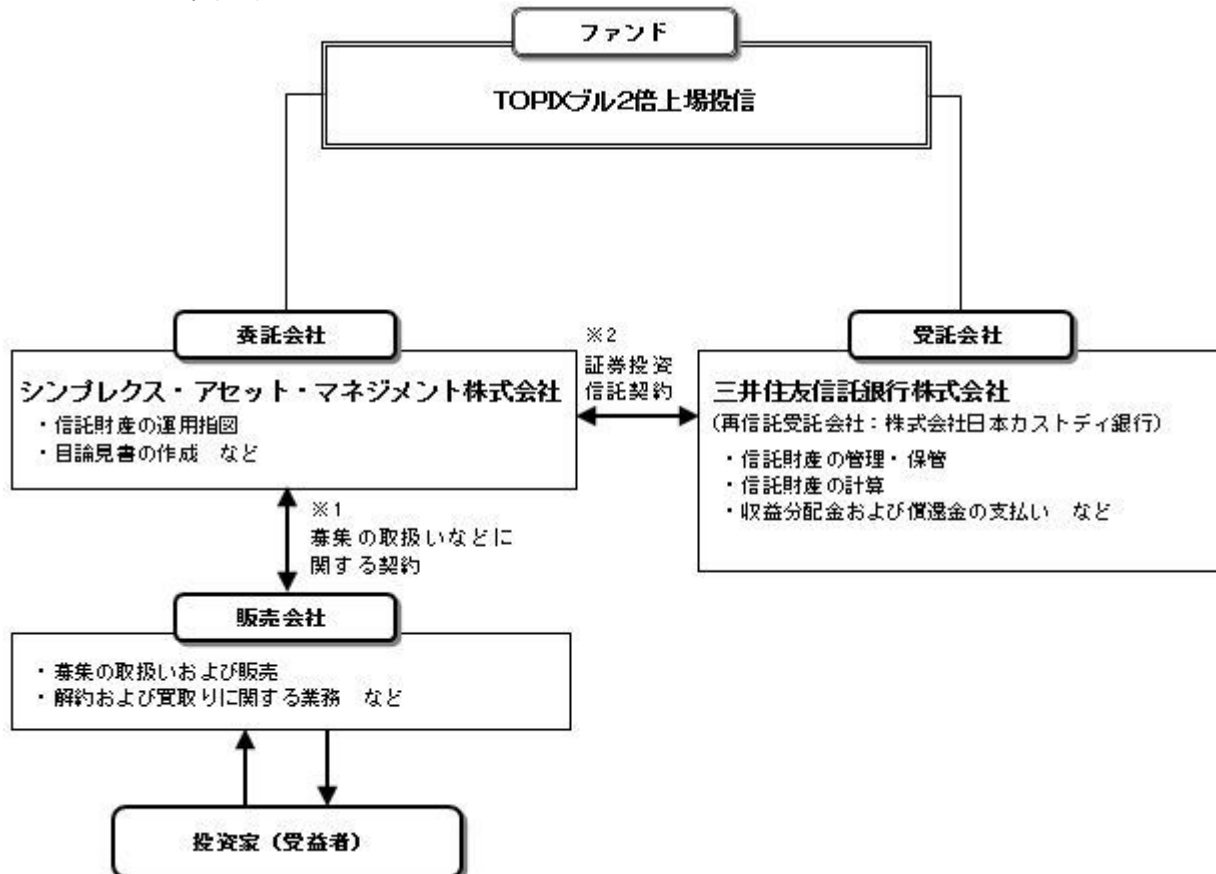 ファンド
TOPIXブル2倍上場投信
委託会社
シンプレクス・アセット・マネジメント株式会社
・信託財産の運用指図
・目論見書の作成　など
※2
証券投資
信託契約
受託会社
三井住友信託銀行株式会社
(再信託受託会社：株式会社日本カストディ銀行)
・信託財産の管理・保管
・信託財産の計算
・収益分配金および償還金の支払い　など
※1
募集の取扱いなどに
関する契約
販売会社
・募集の取扱いおよび販売
・解約および買取りに関する業務　など
投資家（受益者）